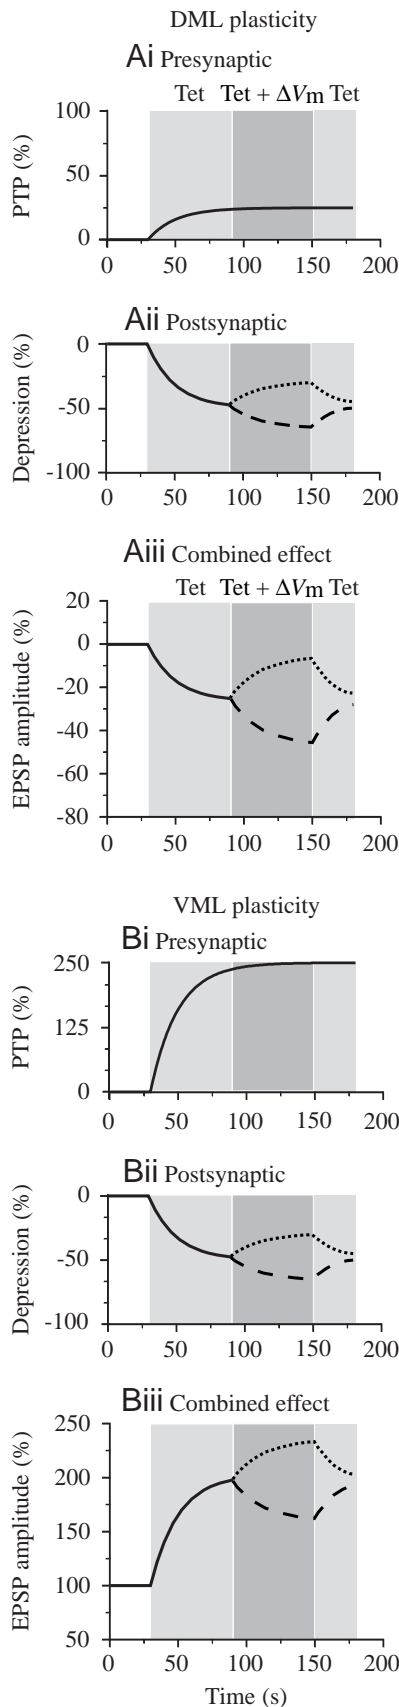 DML plasticity
Ai Presynaptic
Tet Tet + ΔVm Tet
PTP (%)
100
50
0
0 50 100 150 200
Aii Postsynaptic
Depression (%)
0
-50
-100
0 50 100 150 200
Aiii Combined effect
Tet Tet + ΔVm Tet
EPSP amplitude (%)
20
0
-20
-40
-60
-80
0 50 100 150 200
VML plasticity
Bi Presynaptic
PTP (%)
250
125
0
0 50 100 150 200
Bii Postsynaptic
Depression (%)
0
-50
-100
0 50 100 150 200
Biii Combined effect
EPSP amplitude (%)
250
200
150
100
50
0 50 100 150 200
Time (s)